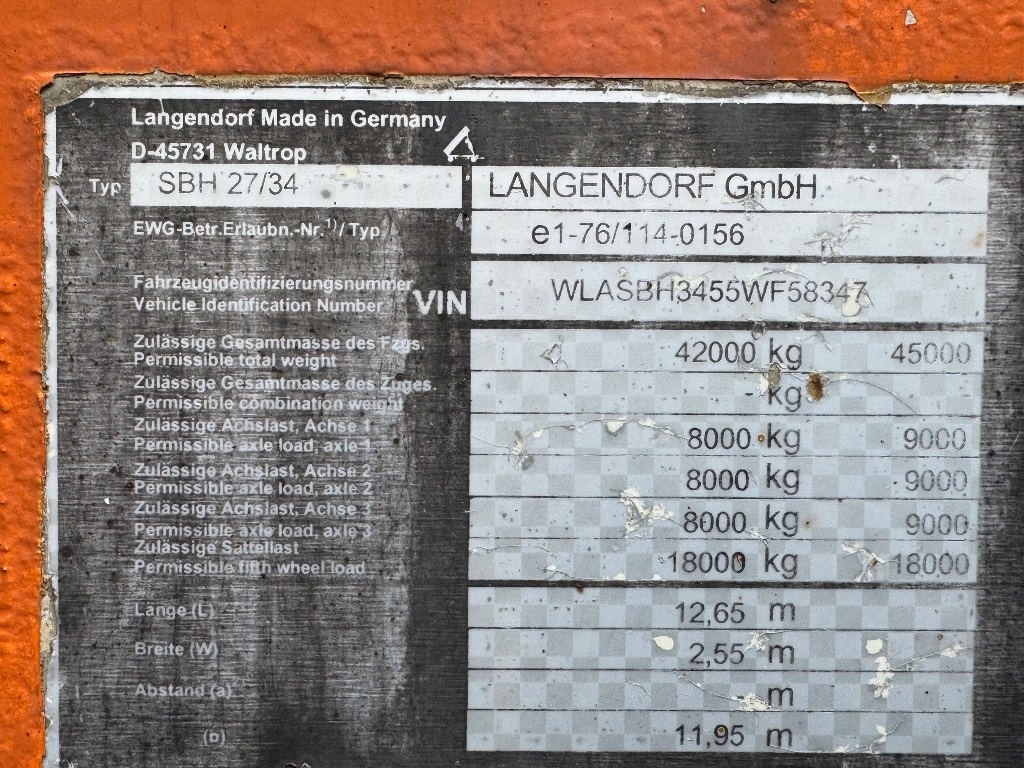 Langendorf Made in Germany
D-45731 Waltrop
Typ SBH 27/34 LANGENDORF GmbH
EWG-Betr.Erlaubn.-Nr.¹⁾/ Typ e1-76/114-0156
Fahrzeugidentifizierungsnummer
Vehicle Identification Number VIN WLASBH3455WF58347
Zulässige Gesamtmasse des Fzgs.
Permissible total weight 42000 kg 45000
Zulässige Gesamtmasse des Zuges.
Permissible combination weight - kg
Zulässige Achslast, Achse 1
Permissible axle load, axle 1 8000 kg 9000
Zulässige Achslast, Achse 2
Permissible axle load, axle 2 8000 kg 9000
Zulässige Achslast, Achse 3
Permissible axle load, axle 3 8000 kg 9000
Zulässige Sattellast
Permissible fifth wheel load 18000 kg 18000
Länge (L) 12,65 m
Breite (W) 2,55 m
Abstand (a) m
(b) 11,95 m